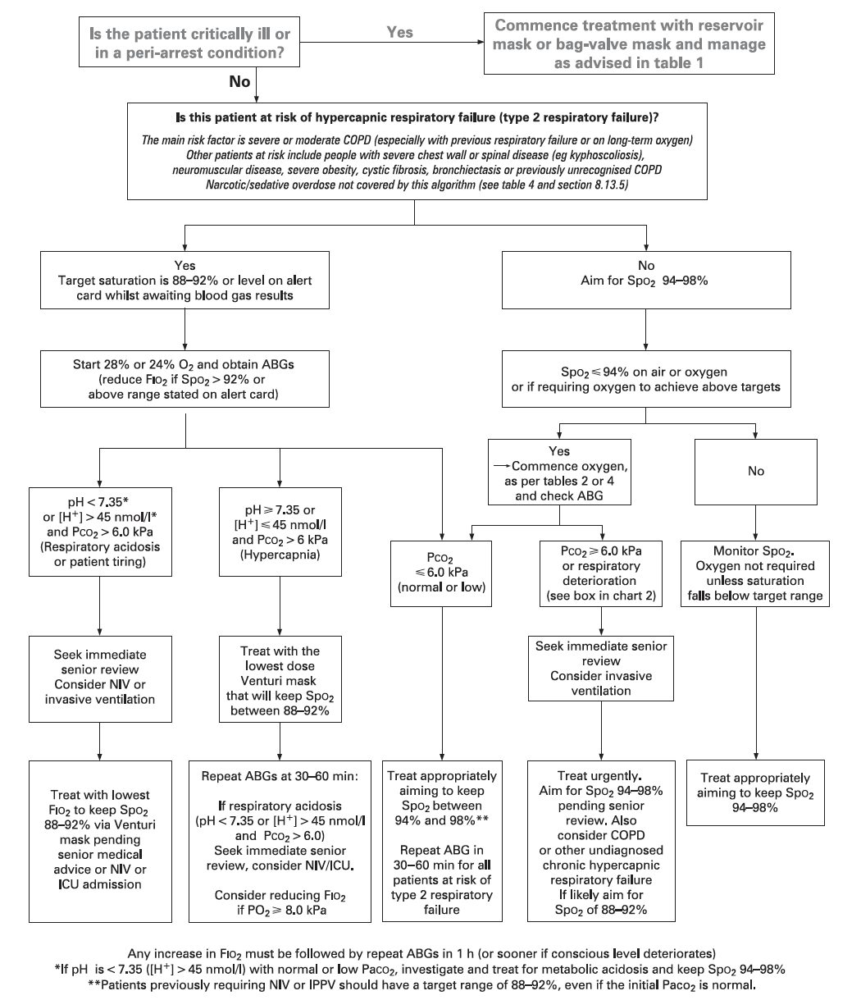 Is the patient critically ill or
in a peri-arrest condition?
Yes
Commence treatment with reservoir
mask or bag-valve mask and manage
as advised in table 1
No
Is this patient at risk of hypercapnic respiratory failure (type 2 respiratory failure)?
The main risk factor is severe or moderate COPD (especially with previous respiratory failure or on long-term oxygen)
Other patients at risk include people with severe chest wall or spinal disease (eg kyphoscoliosis),
neuromuscular disease, severe obesity, cystic fibrosis, bronchiectasis or previously unrecognised COPD
Narcotic/sedative overdose not covered by this algorithm (see table 4 and section 8.13.5)
Yes
Target saturation is 88–92% or level on alert
card whilst awaiting blood gas results
No
Aim for SpO₂ 94–98%
Start 28% or 24% O₂ and obtain ABGs
(reduce FIO₂ if SpO₂ > 92% or
above range stated on alert card)
SpO₂ ≤ 94% on air or oxygen
or if requiring oxygen to achieve above targets
Yes
→ Commence oxygen,
as per tables 2 or 4
and check ABG
No
pH < 7.35*
or [H⁺] > 45 nmol/l*
and PCO₂ > 6.0 kPa
(Respiratory acidosis
or patient tiring)
pH ≥ 7.35 or
[H⁺] ≤ 45 nmol/l
and PCO₂ > 6 kPa
(Hypercapnia)
PCO₂
≤ 6.0 kPa
(normal or low)
PCO₂ ≥ 6.0 kPa
or respiratory
deterioration
(see box in chart 2)
Monitor SpO₂.
Oxygen not required
unless saturation
falls below target range
Seek immediate
senior review
Consider NIV or
invasive ventilation
Treat with the
lowest dose
Venturi mask
that will keep SpO₂
between 88–92%
Seek immediate senior
review
Consider invasive
ventilation
Treat with lowest
FIO₂ to keep SpO₂
88–92% via Venturi
mask pending
senior medical
advice or NIV or
ICU admission
Repeat ABGs at 30–60 min:
If respiratory acidosis
(pH < 7.35 or [H⁺] > 45 nmol/l
and PCO₂ > 6.0)
Seek immediate senior
review, consider NIV/ICU.
Consider reducing FIO₂
if PO₂ ≥ 8.0 kPa
Treat appropriately
aiming to keep
SpO₂ between
94% and 98%**
Repeat ABG in
30–60 min for all
patients at risk of
type 2 respiratory
failure
Treat urgently.
Aim for SpO₂ 94–98%
pending senior
review. Also
consider COPD
or other undiagnosed
chronic hypercapnic
respiratory failure
If likely aim for
SpO₂ of 88–92%
Treat appropriately
aiming to keep SpO₂
94–98%
Any increase in FIO₂ must be followed by repeat ABGs in 1 h (or sooner if conscious level deteriorates)
*If pH is < 7.35 ([H⁺] > 45 nmol/l) with normal or low PaCO₂, investigate and treat for metabolic acidosis and keep SpO₂ 94–98%
**Patients previously requiring NIV or IPPV should have a target range of 88–92%, even if the initial PaCO₂ is normal.